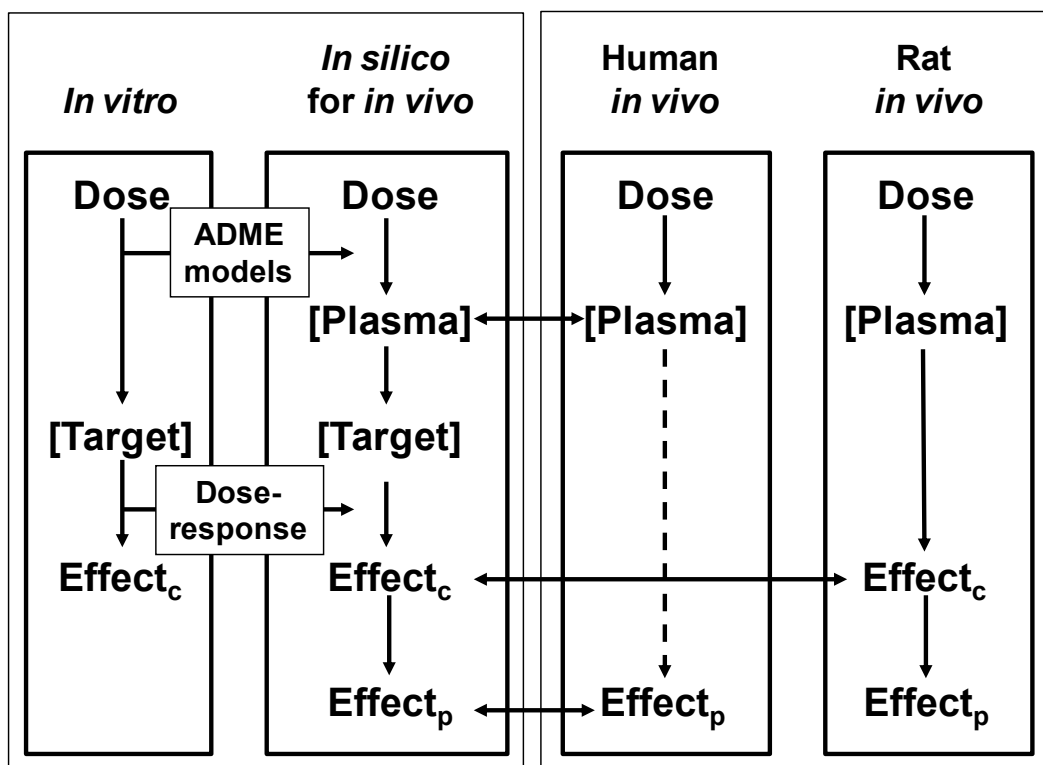 In vitro
In silico
for in vivo
Human
in vivo
Rat
in vivo
Dose
[Target]
Effectc
ADME
models
Dose-
response
Dose
[Plasma]
[Target]
Effectc
Effectp
Dose
[Plasma]
Effectp
Dose
[Plasma]
Effectc
Effectp